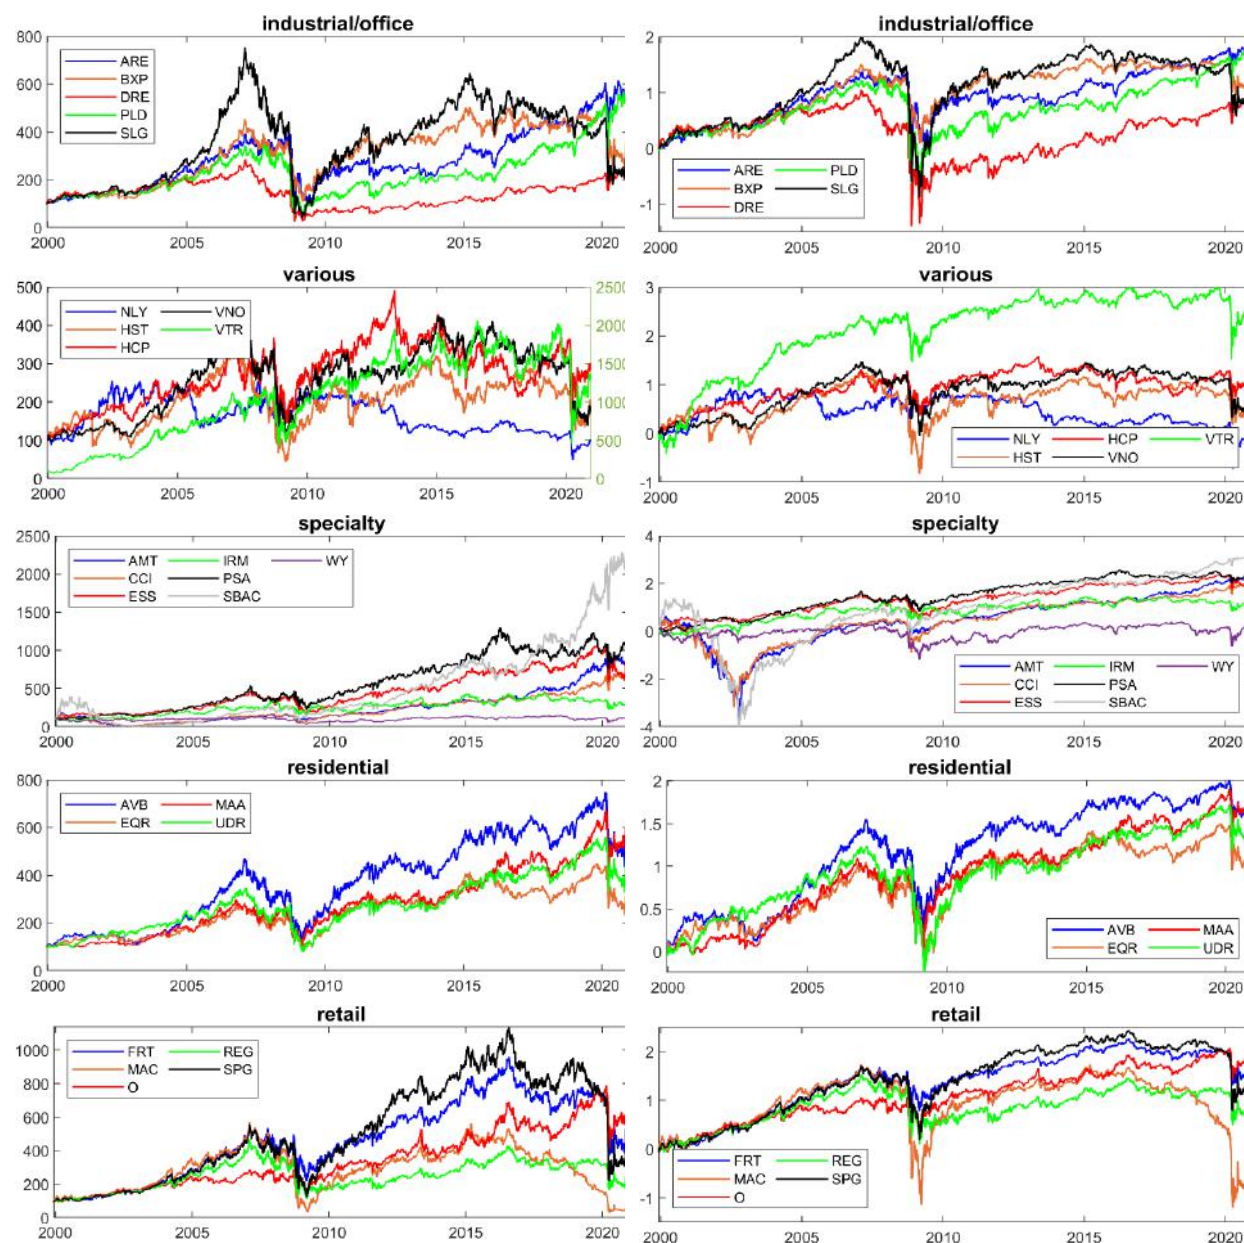 industrial/office
800
600
400
200
0
ARE
BXP
DRE
PLD
SLG
2000 2005 2010 2015 2020
industrial/office
2
1
0
-1
ARE PLD
BXP SLG
DRE
2000 2005 2010 2015 2020
various
500
400
300
200
100
0
NLY VNO
HST VTR
HCP
2500
2000
1500
1000
500
0
2000 2005 2010 2015 2020
various
3
2
1
0
-1
NLY HCP VTR
HST VNO
2000 2005 2010 2015 2020
specialty
2500
2000
1500
1000
500
0
AMT IRM WY
CCI PSA
ESS SBAC
2000 2005 2010 2015 2020
specialty
4
2
0
-2
-4
AMT IRM WY
CCI PSA
ESS SBAC
2000 2005 2010 2015 2020
residential
800
600
400
200
0
AVB MAA
EQR UDR
2000 2005 2010 2015 2020
residential
2
1.5
1
0.5
0
AVB MAA
EQR UDR
2000 2005 2010 2015 2020
retail
1000
800
600
400
200
0
FRT REG
MAC SPG
O
2000 2005 2010 2015 2020
retail
2
1
0
-1
FRT REG
MAC SPG
O
2000 2005 2010 2015 2020